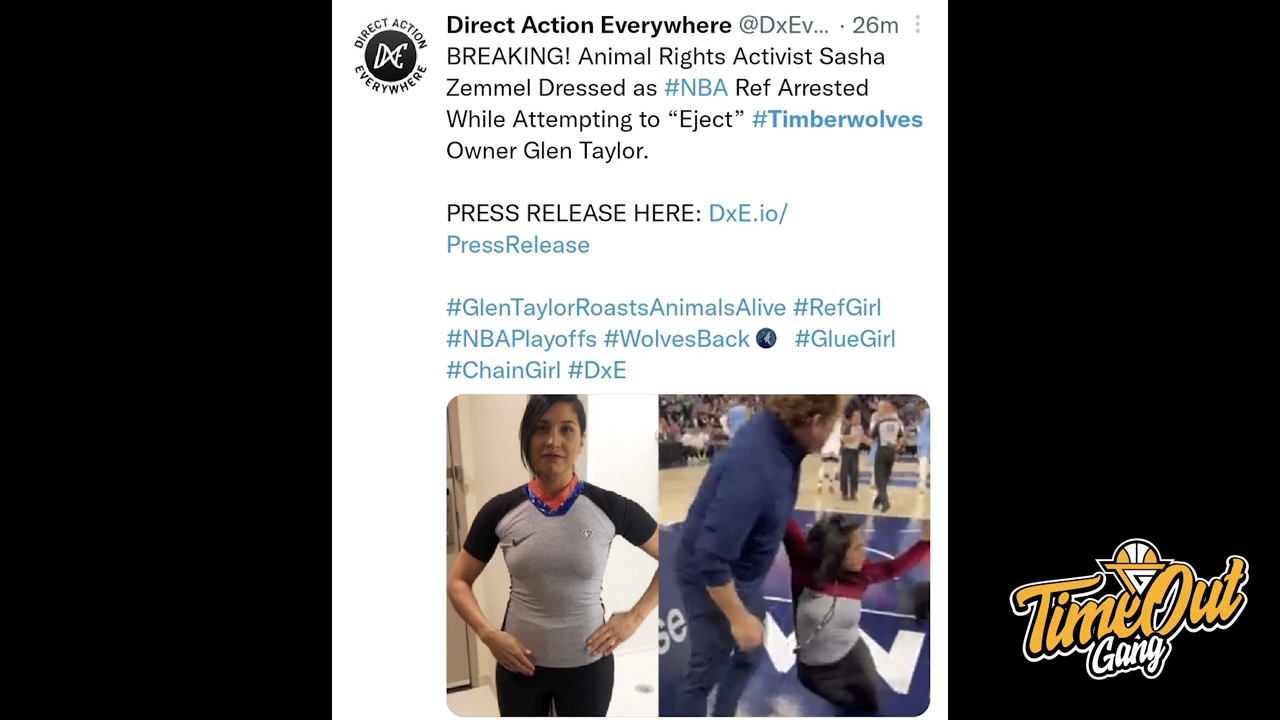 DIRECT ACTION
DxE
EVERYWHERE
Direct Action Everywhere @DxEv... · 26m
BREAKING! Animal Rights Activist Sasha
Zemmel Dressed as #NBA Ref Arrested
While Attempting to “Eject” #Timberwolves
Owner Glen Taylor.
PRESS RELEASE HERE: DxE.io/
PressRelease
#GlenTaylorRoastsAnimalsAlive #RefGirl
#NBAPlayoffs #WolvesBack #GlueGirl
#ChainGirl #DxE
se
TimeOut
Gang